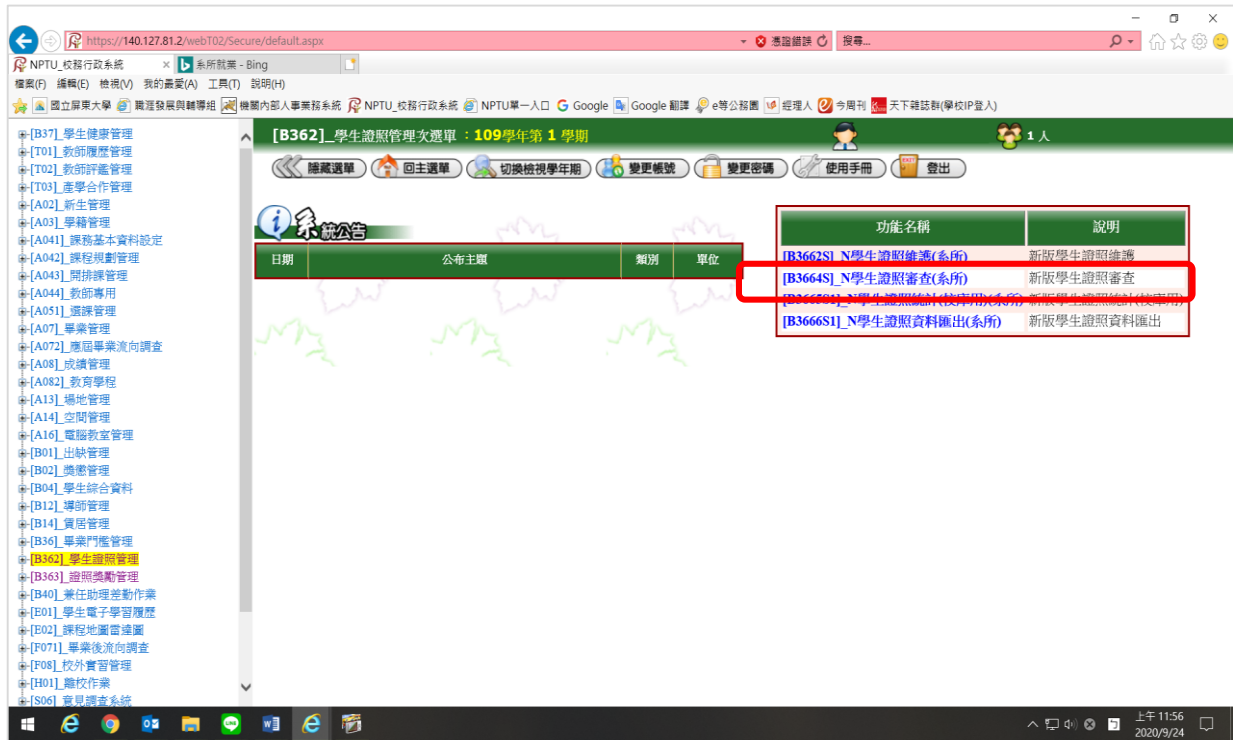 https://140.127.81.2/webT02/Secure/default.aspx
憑證錯誤
搜尋...
NPTU_校務行政系統
系所就業 - Bing
檔案(F) 編輯(E) 檢視(V) 我的最愛(A) 工具(T) 說明(H)
國立屏東大學 職涯發展與輔導組 機關內部人事業務系統 NPTU_校務行政系統 NPTU單一入口 Google Google 翻譯 e等公務園 經理人 今周刊 天下雜誌群(學校IP登入)
[B37]_學生健康管理
[T01]_教師履歷管理
[T02]_教師評鑑管理
[T03]_產學合作管理
[A02]_新生管理
[A03]_學籍管理
[A041]_課務基本資料設定
[A042]_課程規劃管理
[A043]_開排課管理
[A044]_教師專用
[A051]_選課管理
[A07]_畢業管理
[A072]_應屆畢業流向調查
[A08]_成績管理
[A082]_教育學程
[A13]_場地管理
[A14]_空間管理
[A16]_電腦教室管理
[B01]_出缺管理
[B02]_獎懲管理
[B04]_學生綜合資料
[B12]_導師管理
[B14]_賃居管理
[B36]_畢業門檻管理
[B362]_學生證照管理
[B363]_證照獎勵管理
[B40]_兼任助理差勤作業
[E01]_學生電子學習履歷
[E02]_課程地圖雷達圖
[F071]_畢業後流向調查
[F08]_校外實習管理
[H01]_離校作業
[S06]_意見調查系統
[B362]_學生證照管理次選單 : 109學年第 1 學期
1 人
隱藏選單 回主選單 切換檢視學年期 變更帳號 變更密碼 使用手冊 登出
系統公告
日期 公布主題 類別 單位
功能名稱 說明
[B3662S]_N學生證照維護(系所) 新版學生證照維護
[B3664S]_N學生證照審查(系所) 新版學生證照審查
[B3665S1]_N學生證照統計(校庫用)(系所) 新版學生證照統計(校庫用)
[B3666S1]_N學生證照資料匯出(系所) 新版學生證照資料匯出
上午 11:56
2020/9/24